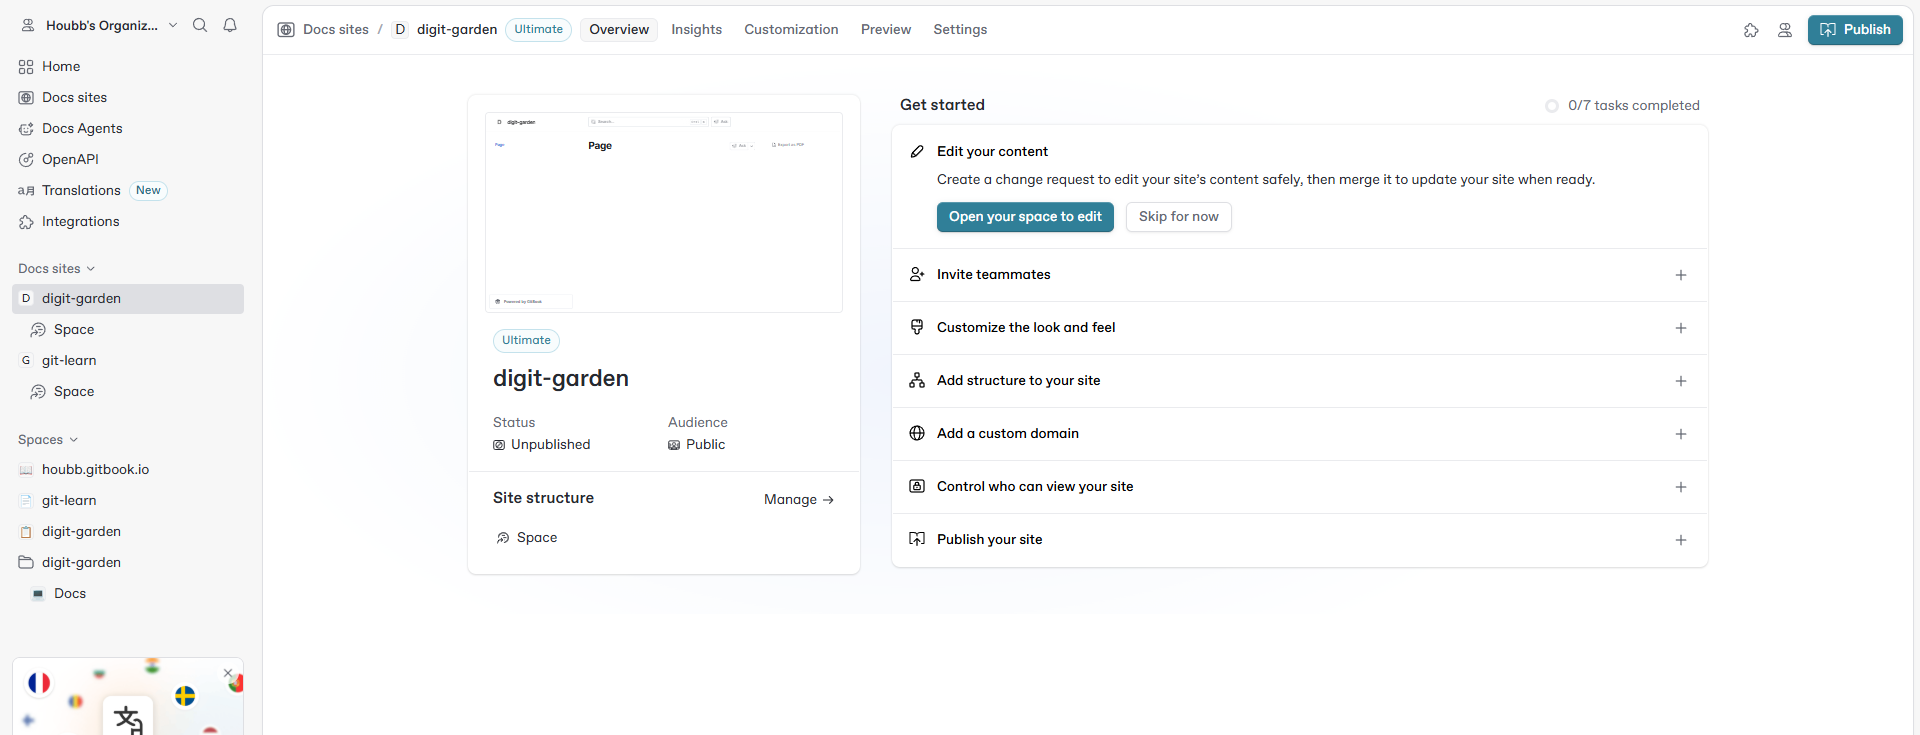 Houbb's Organiz...
Home
Docs sites
Docs Agents
OpenAPI
Translations New
Integrations
Docs sites
D digit-garden
Space
G git-learn
Space
Spaces
houbb.gitbook.io
git-learn
digit-garden
digit-garden
Docs
Docs sites / D digit-garden Ultimate Overview Insights Customization Preview Settings
Publish
D digit-garden Search... Ask
Page Page Ask Export as PDF
Powered by GitBook
Ultimate
digit-garden
Status Audience
Unpublished Public
Site structure Manage →
Space
Get started 0/7 tasks completed
Edit your content
Create a change request to edit your site's content safely, then merge it to update your site when ready.
Open your space to edit Skip for now
Invite teammates
Customize the look and feel
Add structure to your site
Add a custom domain
Control who can view your site
Publish your site